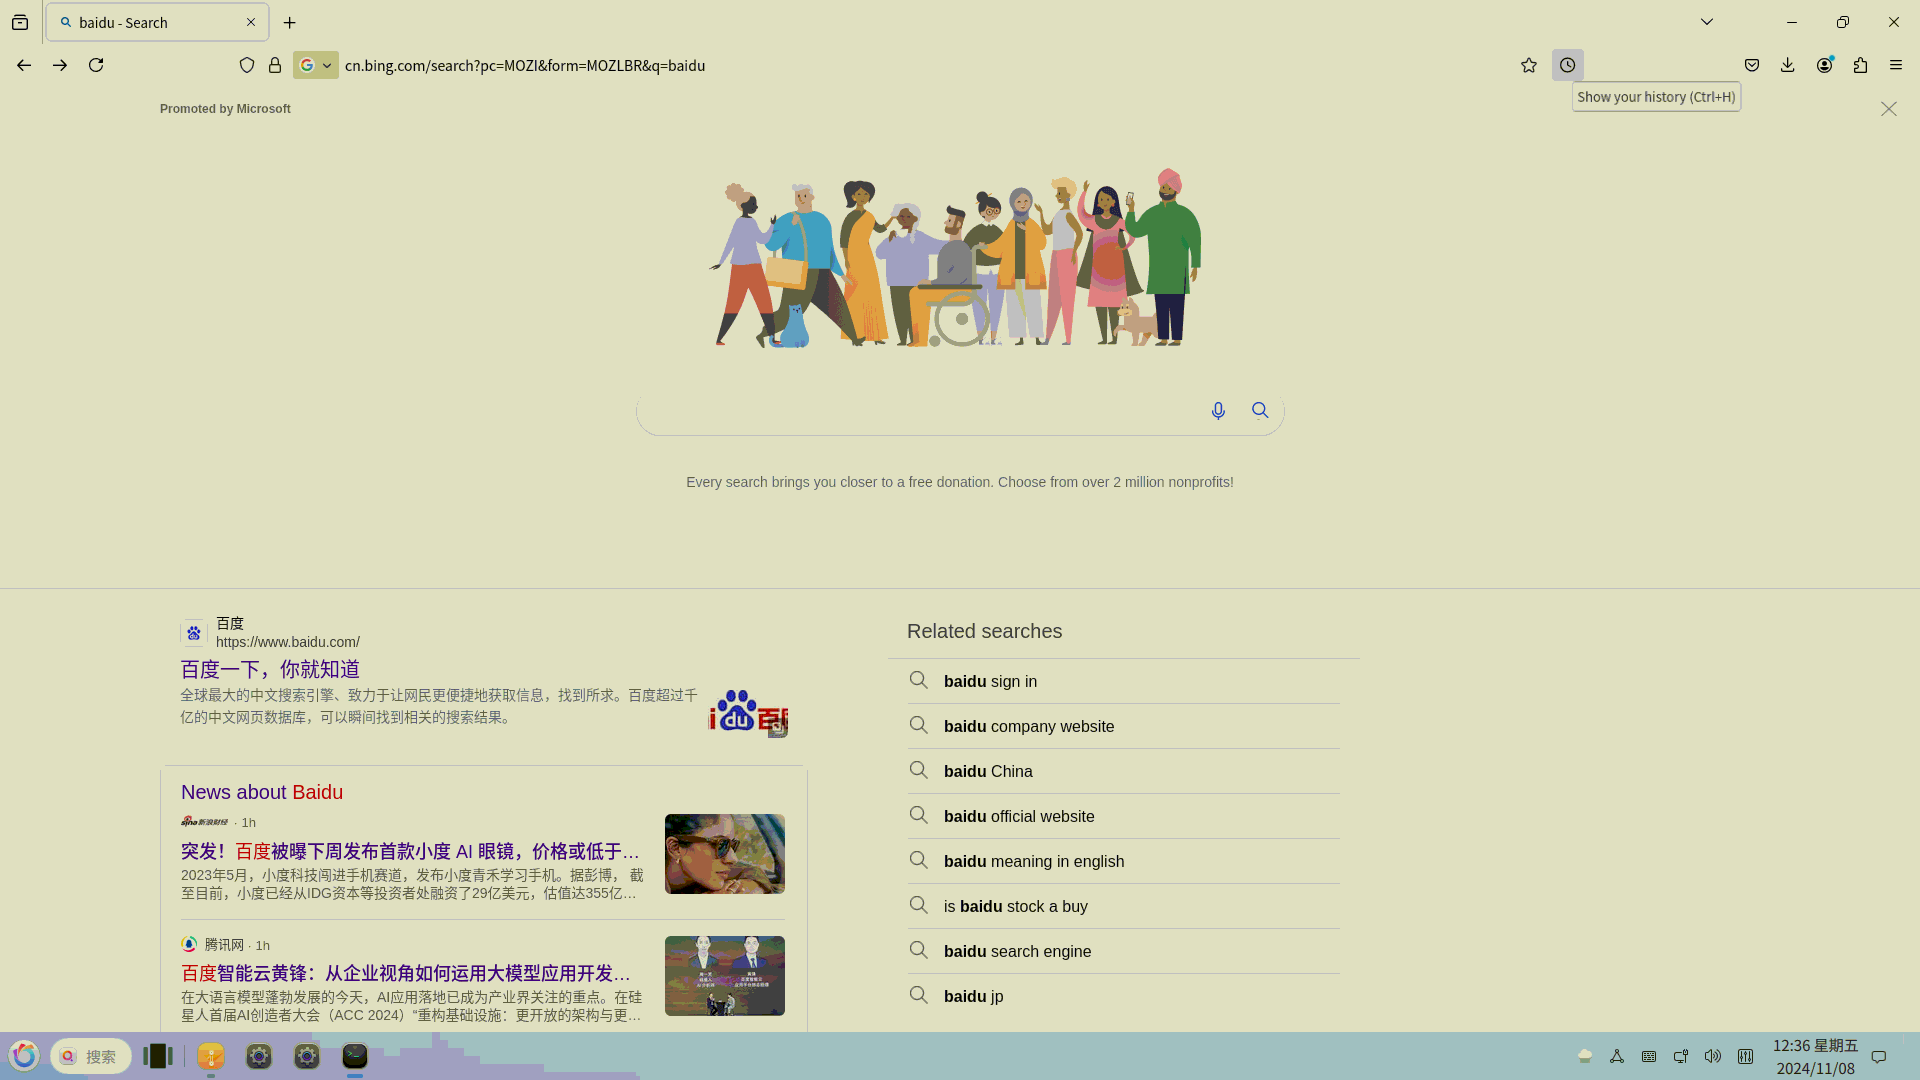 baidu - Search
cn.bing.com/search?pc=MOZI&form=MOZLBR&q=baidu
Show your history (Ctrl+H)
Promoted by Microsoft
Every search brings you closer to a free donation. Choose from over 2 million nonprofits!
百度
https://www.baidu.com/
百度一下，你就知道
全球最大的中文搜索引擎、致力于让网民更便捷地获取信息，找到所求。百度超过千
亿的中文网页数据库，可以瞬间找到相关的搜索结果。
News about Baidu
sina新浪财经 · 1h
突发！百度被曝下周发布首款小度 AI 眼镜，价格或低于…
2023年5月，小度科技闯进手机赛道，发布小度青禾学习手机。据彭博， 截
至目前，小度已经从IDG资本等投资者处融资了29亿美元，估值达355亿…
腾讯网 · 1h
百度智能云黄锋：从企业视角如何运用大模型应用开发…
在大语言模型蓬勃发展的今天，AI应用落地已成为产业界关注的重点。在硅
星人首届AI创造者大会（ACC 2024）“重构基础设施：更开放的架构与更…
Related searches
baidu sign in
baidu company website
baidu China
baidu official website
baidu meaning in english
is baidu stock a buy
baidu search engine
baidu jp
搜索
12:36 星期五
2024/11/08